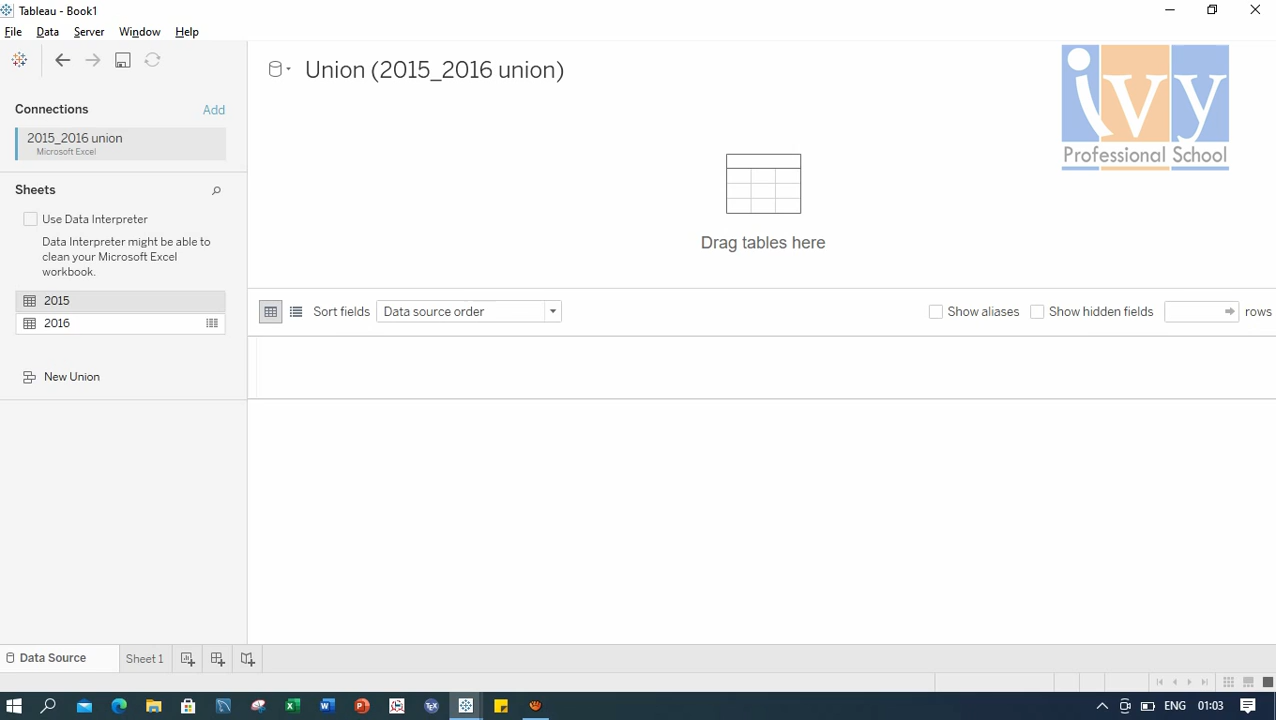 Tableau - Book1
File Data Server Window Help
Union (2015_2016 union)
ivy
Professional School
Connections Add
2015_2016 union
Microsoft Excel
Sheets
Use Data Interpreter
Data Interpreter might be able to
clean your Microsoft Excel
workbook.
2015
2016
New Union
Drag tables here
Sort fields Data source order Show aliases Show hidden fields rows
Data Source Sheet 1
ENG 01:03